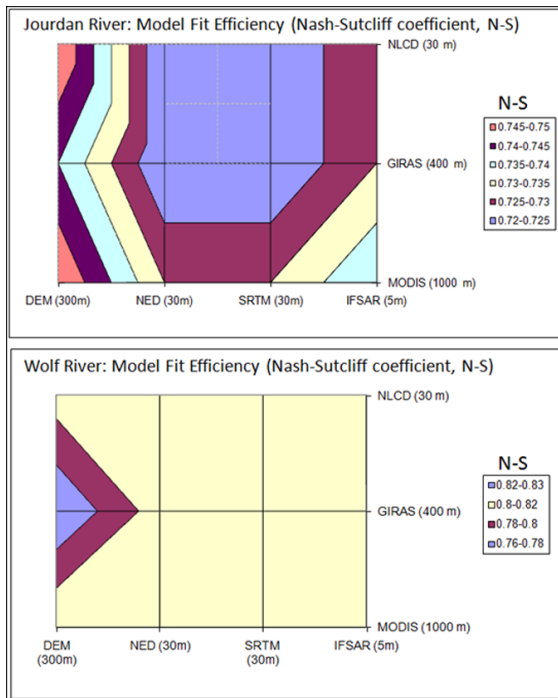 Jourdan River: Model Fit Efficiency (Nash-Sutcliff coefficient, N-S)
NLCD (30 m)
GIRAS (400 m)
MODIS (1000 m)
DEM (300m)
NED (30m)
SRTM (30m)
IFSAR (5m)
N-S
0.745-0.75
0.74-0.745
0.735-0.74
0.73-0.735
0.725-0.73
0.72-0.725
Wolf River: Model Fit Efficiency (Nash-Sutcliff coefficient, N-S)
NLCD (30 m)
GIRAS (400 m)
MODIS (1000 m)
DEM
(300m)
NED (30m)
SRTM
(30m)
IFSAR (5m)
N-S
0.82-0.83
0.8-0.82
0.78-0.8
0.76-0.78